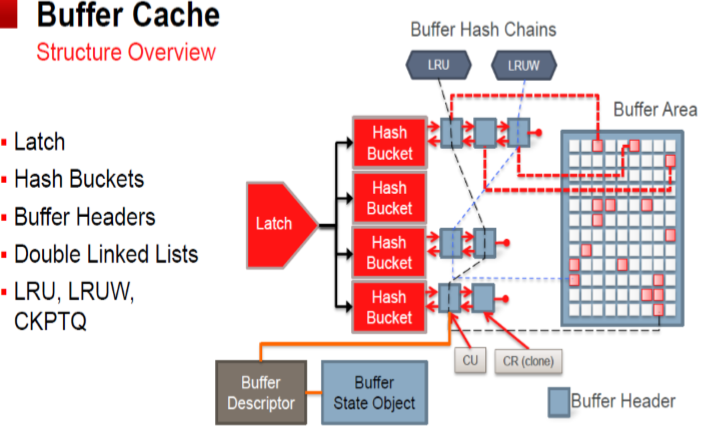 Buffer Cache
Structure Overview
Latch
Hash Buckets
Buffer Headers
Double Linked Lists
LRU, LRUW,
CKPTQ
Buffer Hash Chains
LRU
LRUW
Buffer Area
Hash
Bucket
Hash
Bucket
Latch
Hash
Bucket
Hash
Bucket
CU
CR (clone)
Buffer
Descriptor
Buffer
State Object
Buffer Header